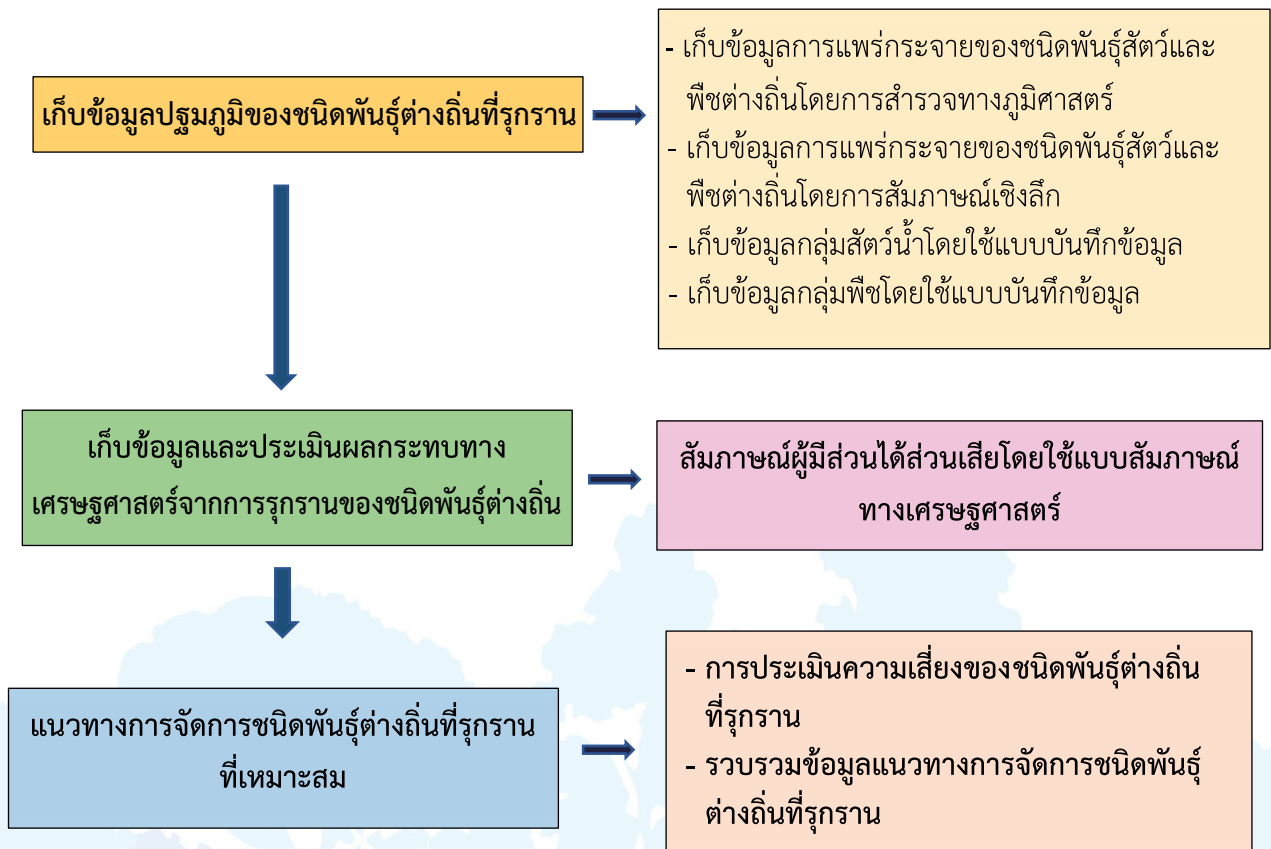 เก็บข้อมูลปฐมภูมิของชนิดพันธุ์ต่างถิ่นที่รุกราน
- เก็บข้อมูลการแพร่กระจายของชนิดพันธุ์สัตว์และ
พืชต่างถิ่นโดยการสำรวจทางภูมิศาสตร์
- เก็บข้อมูลการแพร่กระจายของชนิดพันธุ์สัตว์และ
พืชต่างถิ่นโดยการสัมภาษณ์เชิงลึก
- เก็บข้อมูลกลุ่มสัตว์น้ำโดยใช้แบบบันทึกข้อมูล
- เก็บข้อมูลกลุ่มพืชโดยใช้แบบบันทึกข้อมูล
เก็บข้อมูลและประเมินผลกระทบทาง
เศรษฐศาสตร์จากการรุกรานของชนิดพันธุ์ต่างถิ่น
สัมภาษณ์ผู้มีส่วนได้ส่วนเสียโดยใช้แบบสัมภาษณ์
ทางเศรษฐศาสตร์
แนวทางการจัดการชนิดพันธุ์ต่างถิ่นที่รุกราน
ที่เหมาะสม
- การประเมินความเสี่ยงของชนิดพันธุ์ต่างถิ่น
ที่รุกราน
- รวบรวมข้อมูลแนวทางการจัดการชนิดพันธุ์
ต่างถิ่นที่รุกราน